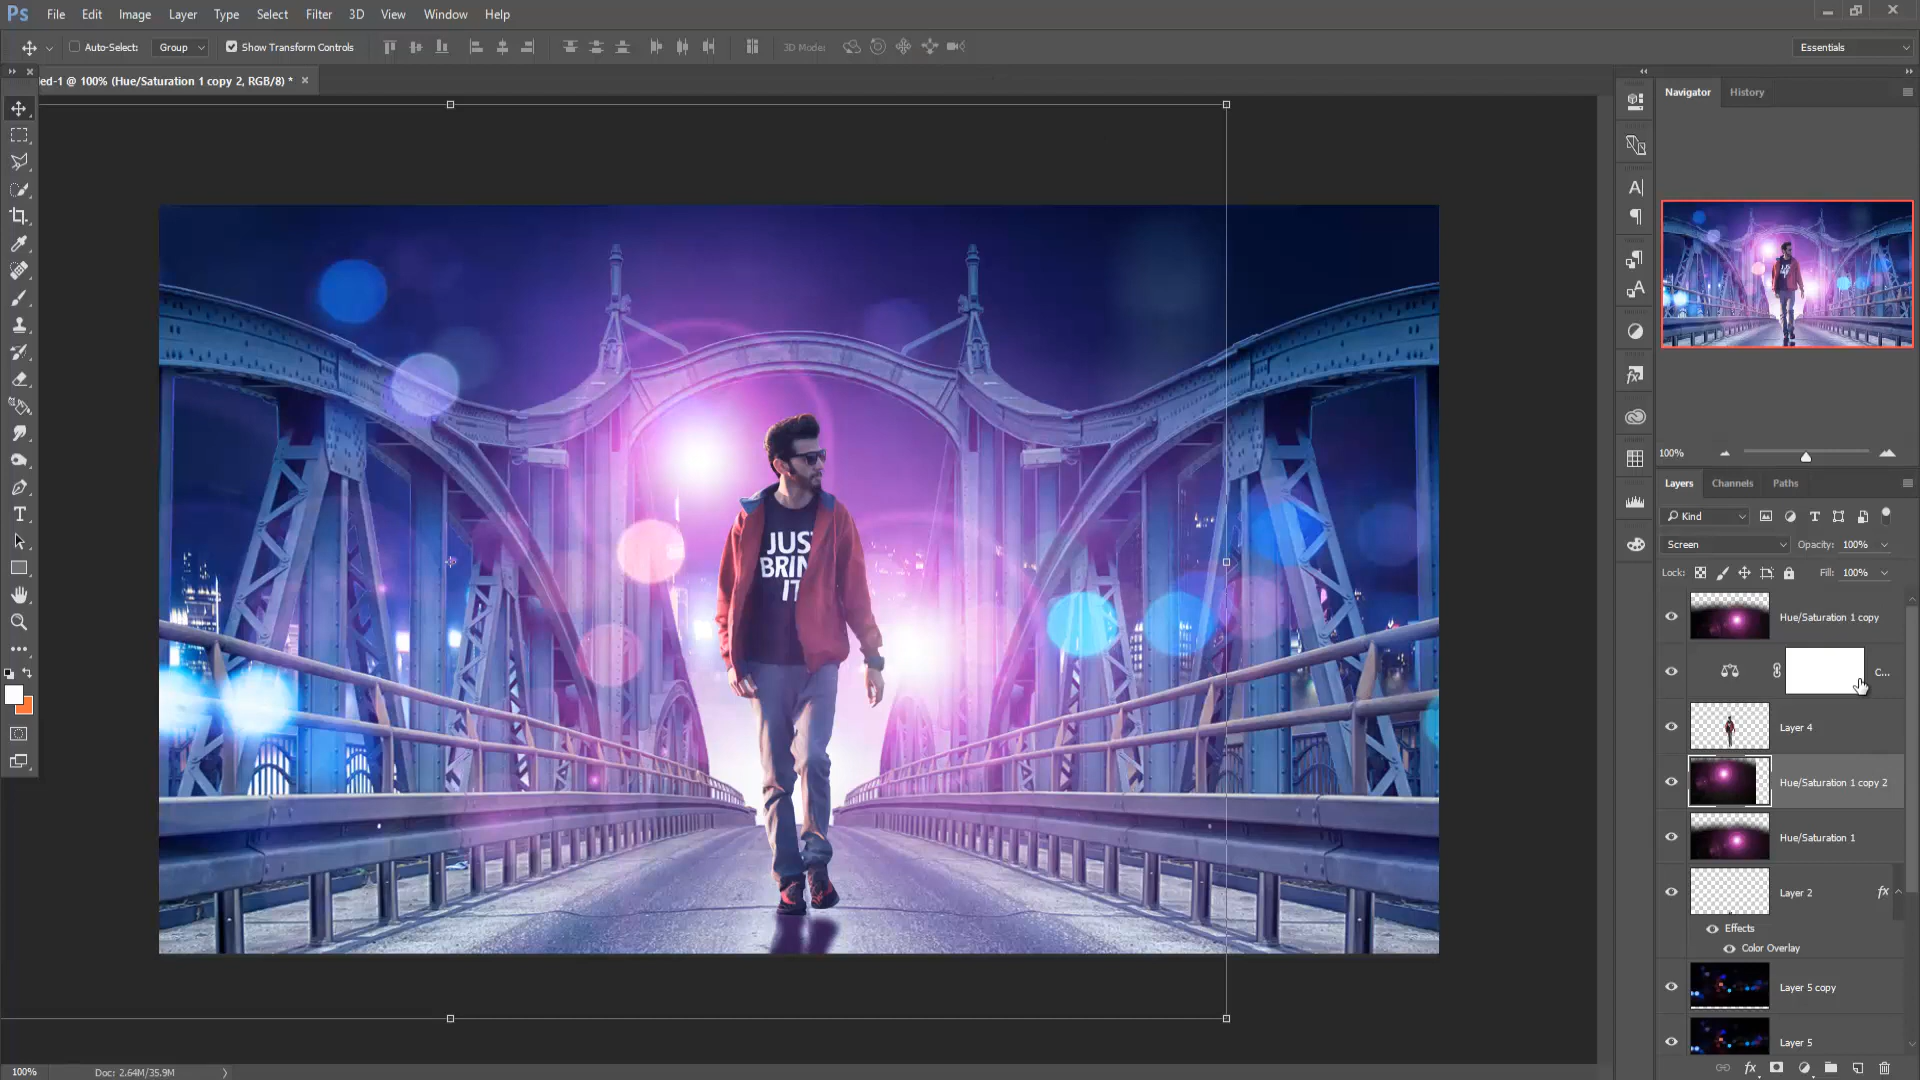 Ps File Edit Image Layer Type Select Filter 3D View Window Help
Auto-Select: Group Show Transform Controls 3D Mode: Essentials
ed-1 @ 100% (Hue/Saturation 1 copy 2, RGB/8) * ×
Navigator History
JUST
BRIN
IT
100%
Layers Channels Paths
Kind
Screen Opacity: 100%
Lock: Fill: 100%
Hue/Saturation 1 copy
C...
Layer 4
Hue/Saturation 1 copy 2
Hue/Saturation 1
Layer 2 fx
Effects
Color Overlay
Layer 5 copy
Layer 5
100% Doc: 2.64M/35.9M